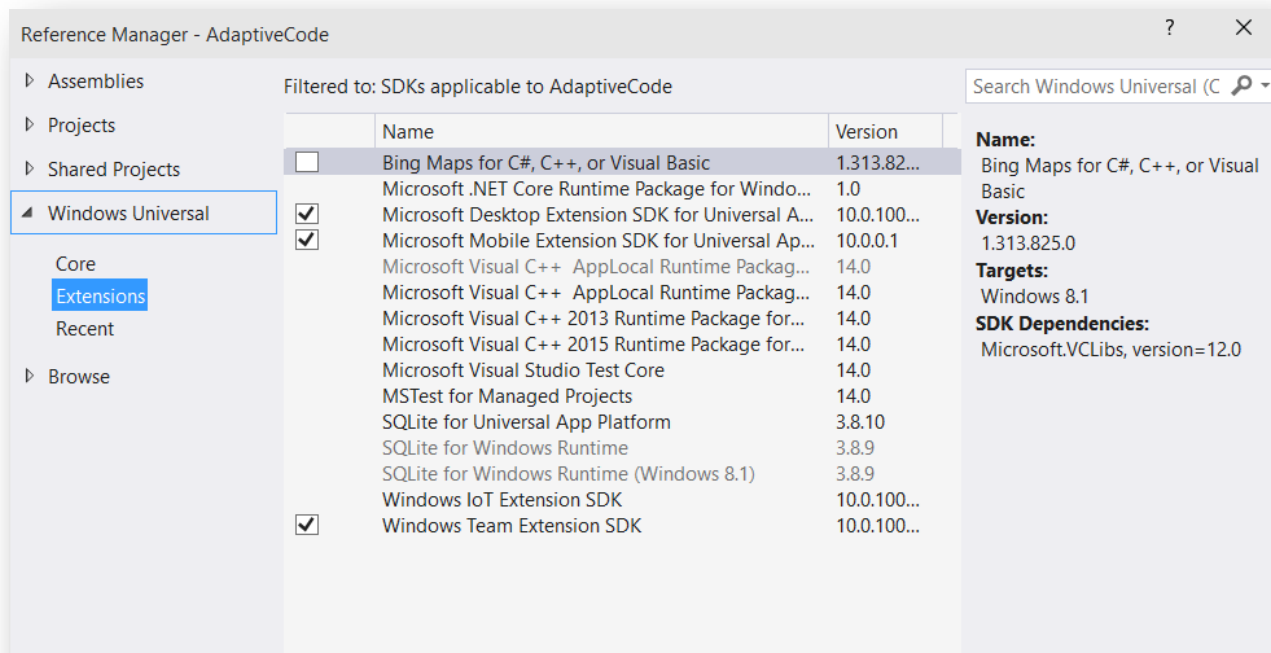 Reference Manager - AdaptiveCode
?
Assemblies
Projects
Shared Projects
Windows Universal
Core
Extensions
Recent
Browse
Filtered to: SDKs applicable to AdaptiveCode
Name Version
Bing Maps for C#, C++, or Visual Basic 1.313.82...
Microsoft .NET Core Runtime Package for Windo... 1.0
Microsoft Desktop Extension SDK for Universal A... 10.0.100...
Microsoft Mobile Extension SDK for Universal Ap... 10.0.0.1
Microsoft Visual C++ AppLocal Runtime Packag... 14.0
Microsoft Visual C++ AppLocal Runtime Packag... 14.0
Microsoft Visual C++ 2013 Runtime Package for... 14.0
Microsoft Visual C++ 2015 Runtime Package for... 14.0
Microsoft Visual Studio Test Core 14.0
MSTest for Managed Projects 14.0
SQLite for Universal App Platform 3.8.10
SQLite for Windows Runtime 3.8.9
SQLite for Windows Runtime (Windows 8.1) 3.8.9
Windows IoT Extension SDK 10.0.100...
Windows Team Extension SDK 10.0.100...
Search Windows Universal (C
Name:
Bing Maps for C#, C++, or Visual
Basic
Version:
1.313.825.0
Targets:
Windows 8.1
SDK Dependencies:
Microsoft.VCLibs, version=12.0